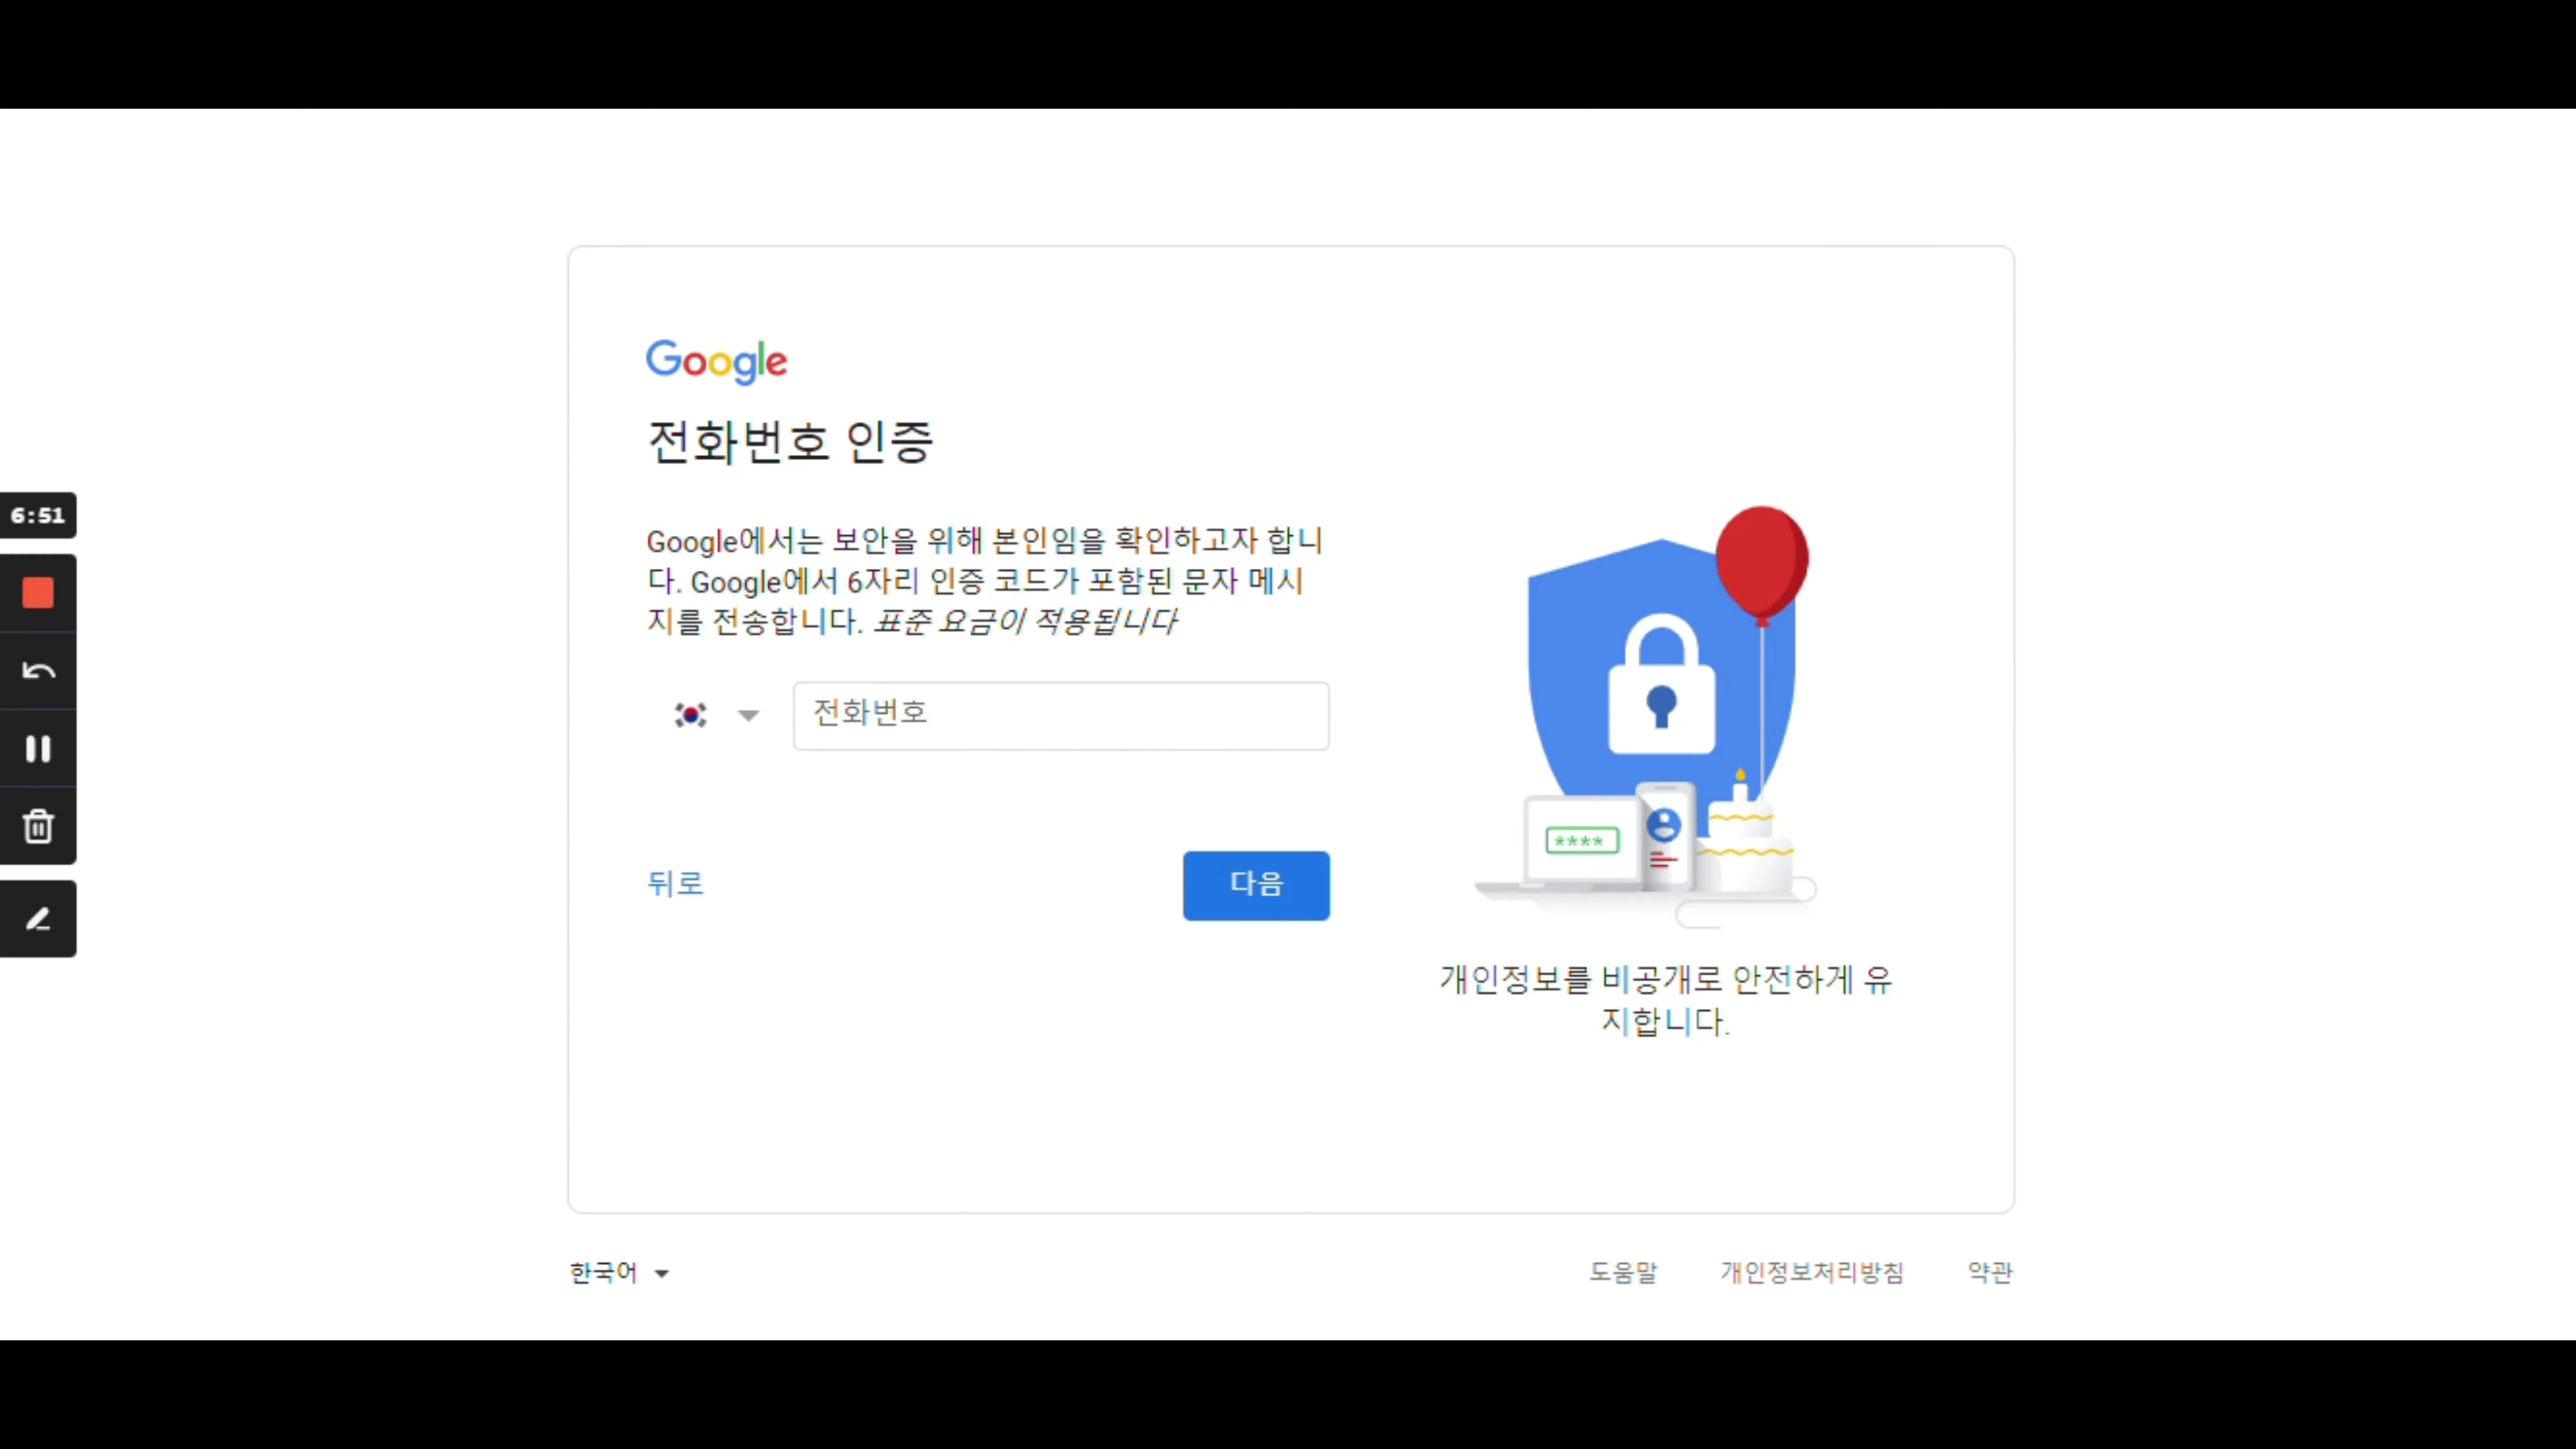 Google
전화번호 인증
Google에서는 보안을 위해 본인임을 확인하고자 합니
다. Google에서 6자리 인증 코드가 포함된 문자 메시
지를 전송합니다. 표준 요금이 적용됩니다
전화번호
뒤로
다음
6:51
****
개인정보를 비공개로 안전하게 유
지합니다.
한국어
도움말
개인정보처리방침
약관